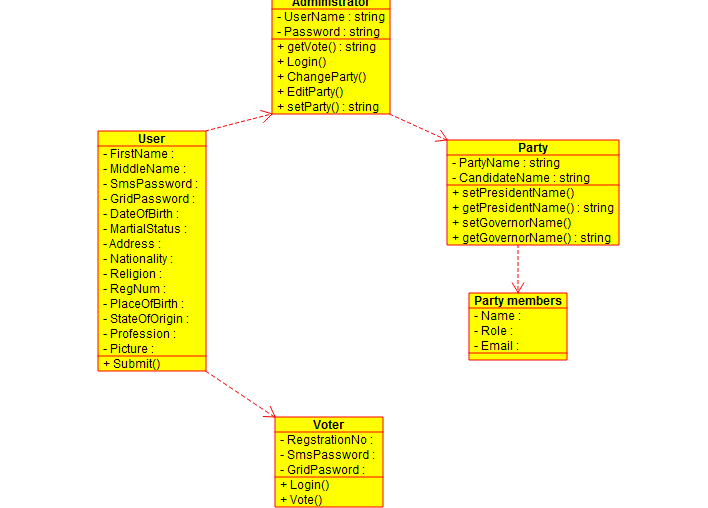 Administrator
- UserName : string
- Password : string
+ getVote() : string
+ Login()
+ ChangeParty()
+ EditParty()
+ setParty() : string
User
- FirstName :
- MiddleName :
- SmsPassword :
- GridPassword :
- DateOfBirth :
- MartialStatus :
- Address :
- Nationality :
- Religion :
- RegNum :
- PlaceOfBirth :
- StateOfOrigin :
- Profession :
- Picture :
+ Submit()
Party
- PartyName : string
- CandidateName : string
+ setPresidentName()
+ getPresidentName() : string
+ setGovernorName()
+ getGovernorName() : string
Party members
- Name :
- Role :
- Email :
Voter
- RegstrationNo :
- SmsPassword :
- GridPasword :
+ Login()
+ Vote()